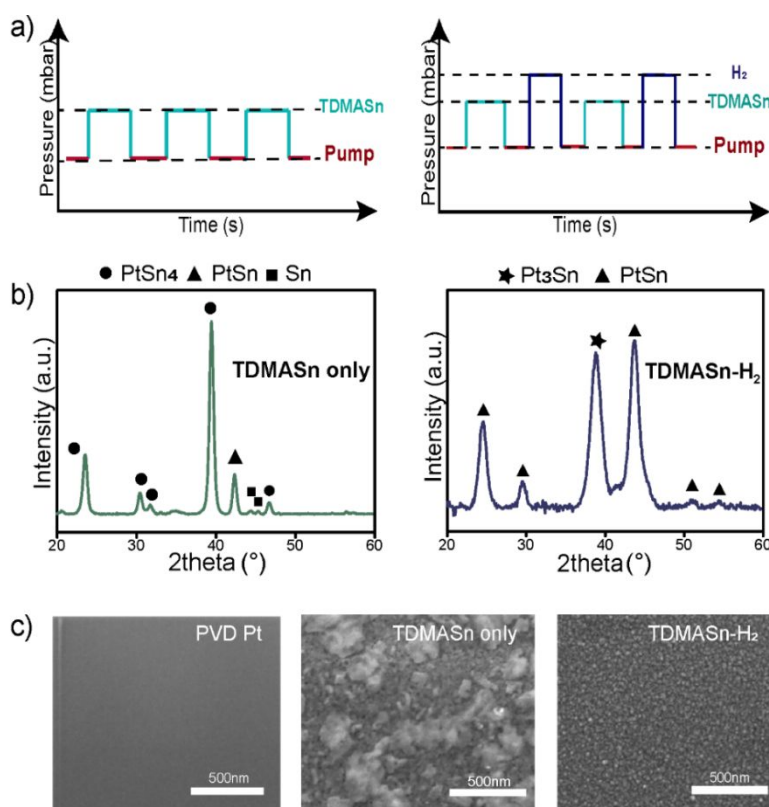 a)
Pressure (mbar)
TDMASn
Pump
Time (s)
Pressure (mbar)
H₂
TDMASn
Pump
Time (s)
b)
● PtSn₄ ▲ PtSn ■ Sn
Intensity (a.u.)
TDMASn only
20 30 40 50 60
2theta (°)
★ Pt₃Sn ▲ PtSn
Intensity (a.u.)
TDMASn-H₂
20 30 40 50 60
2theta (°)
c)
PVD Pt
500nm
TDMASn only
500nm
TDMASn-H₂
500nm